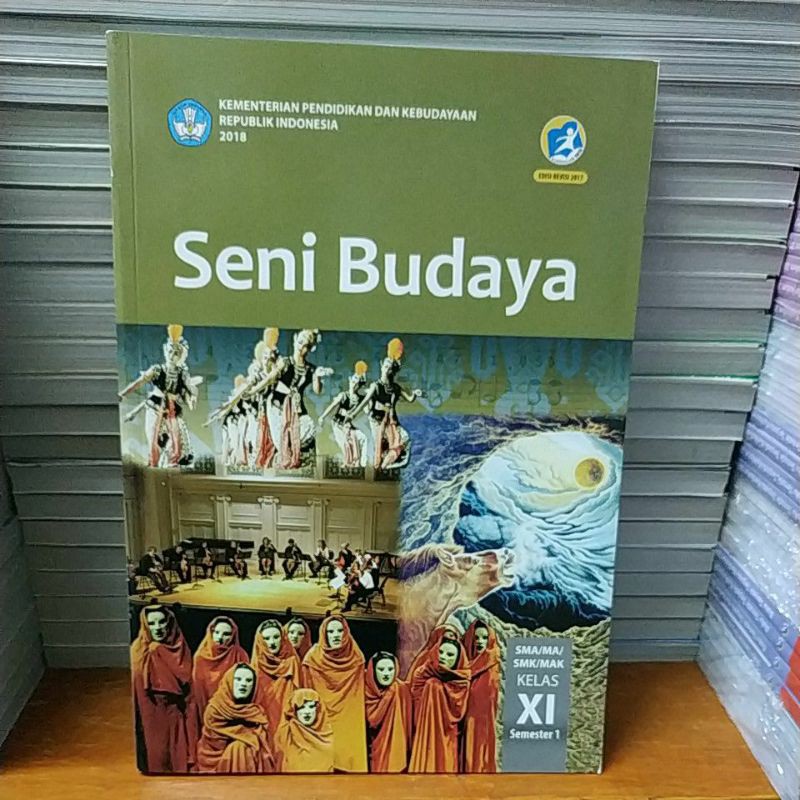 KEMENTERIAN PENDIDIKAN DAN KEBUDAYAAN
REPUBLIK INDONESIA
2018
EDISI REVISI 2017
Seni Budaya
SMA/MA/
SMK/MAK
KELAS
XI
Semester 1